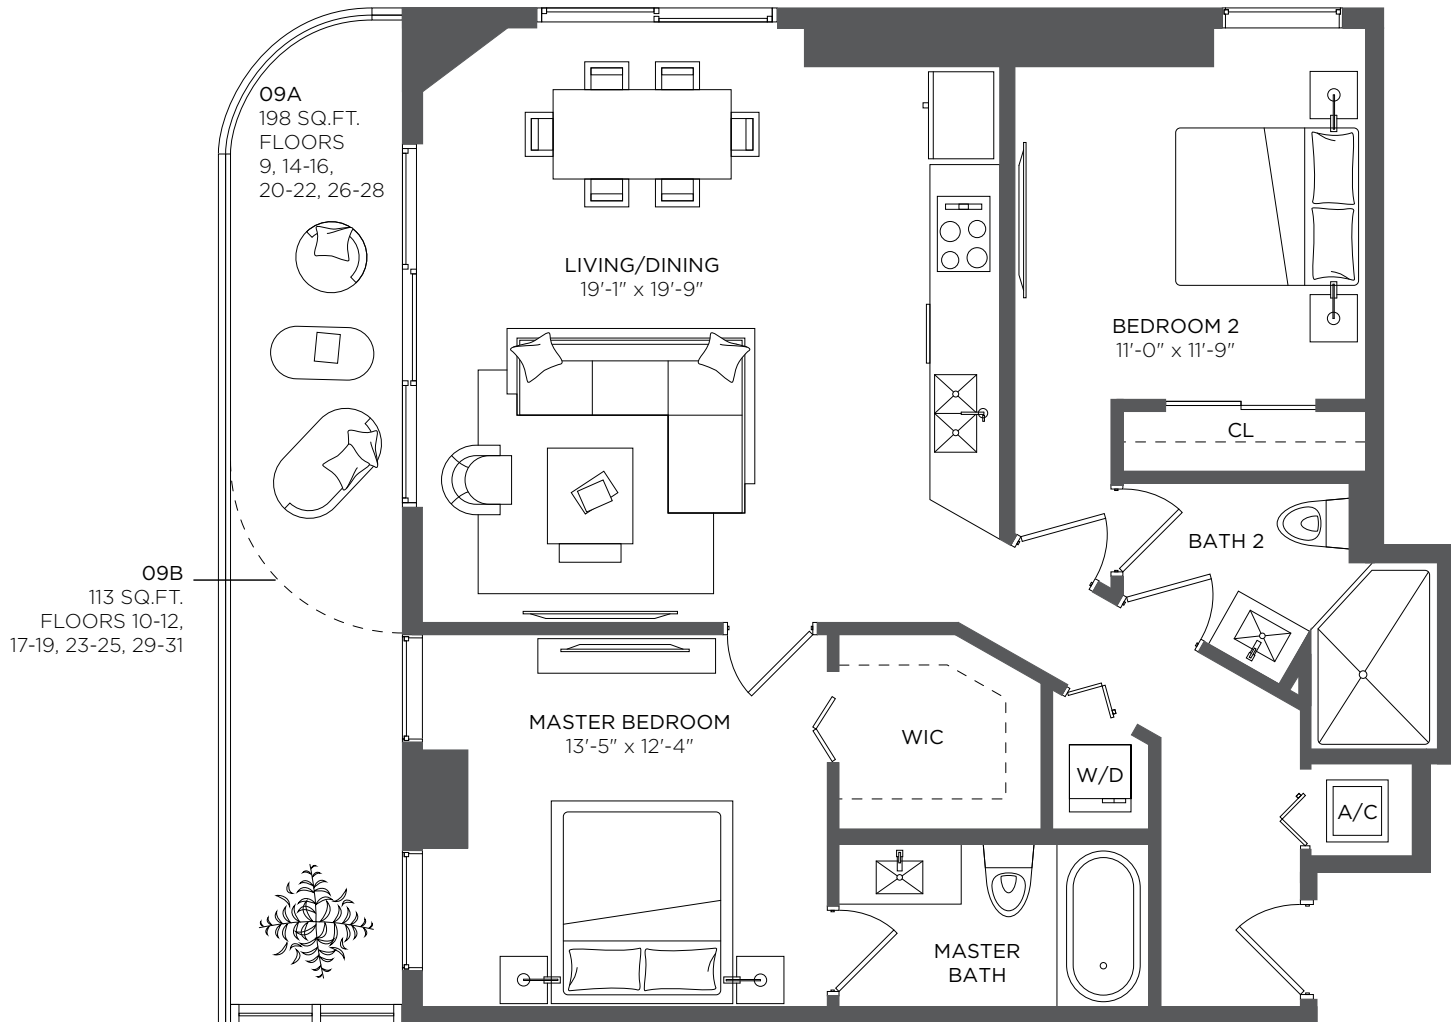 09A
198 SQ.FT.
FLOORS
9, 14-16,
20-22, 26-28
LIVING/DINING
19'-1" x 19'-9"
BEDROOM 2
11'-0" x 11'-9"
CL
BATH 2
09B
113 SQ.FT.
FLOORS 10-12,
17-19, 23-25, 29-31
MASTER BEDROOM
13'-5" x 12'-4"
WIC
W/D
A/C
MASTER
BATH